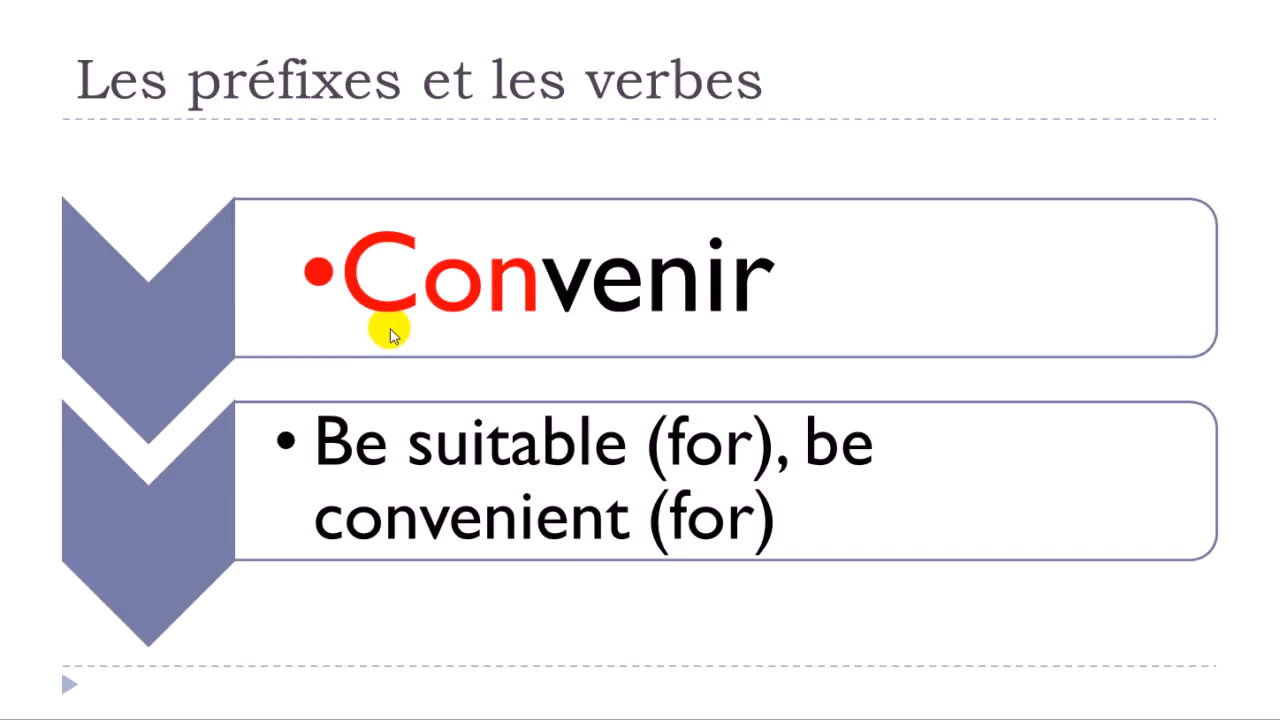 Les préfixes et les verbes
•Convenir
• Be suitable (for), be
convenient (for)